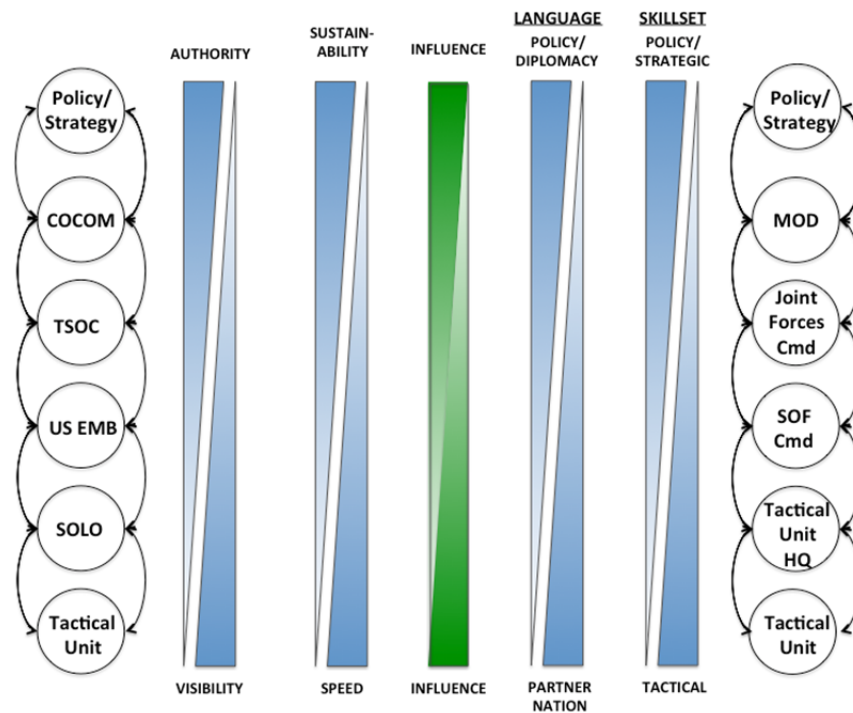 LANGUAGE
SKILLSET
AUTHORITY
SUSTAIN-
ABILITY
INFLUENCE
POLICY/
DIPLOMACY
POLICY/
STRATEGIC
Policy/
Strategy
COCOM
TSOC
US EMB
SOLO
Tactical
Unit
Policy/
Strategy
MOD
Joint
Forces
Cmd
SOF
Cmd
Tactical
Unit
HQ
Tactical
Unit
VISIBILITY
SPEED
INFLUENCE
PARTNER
NATION
TACTICAL